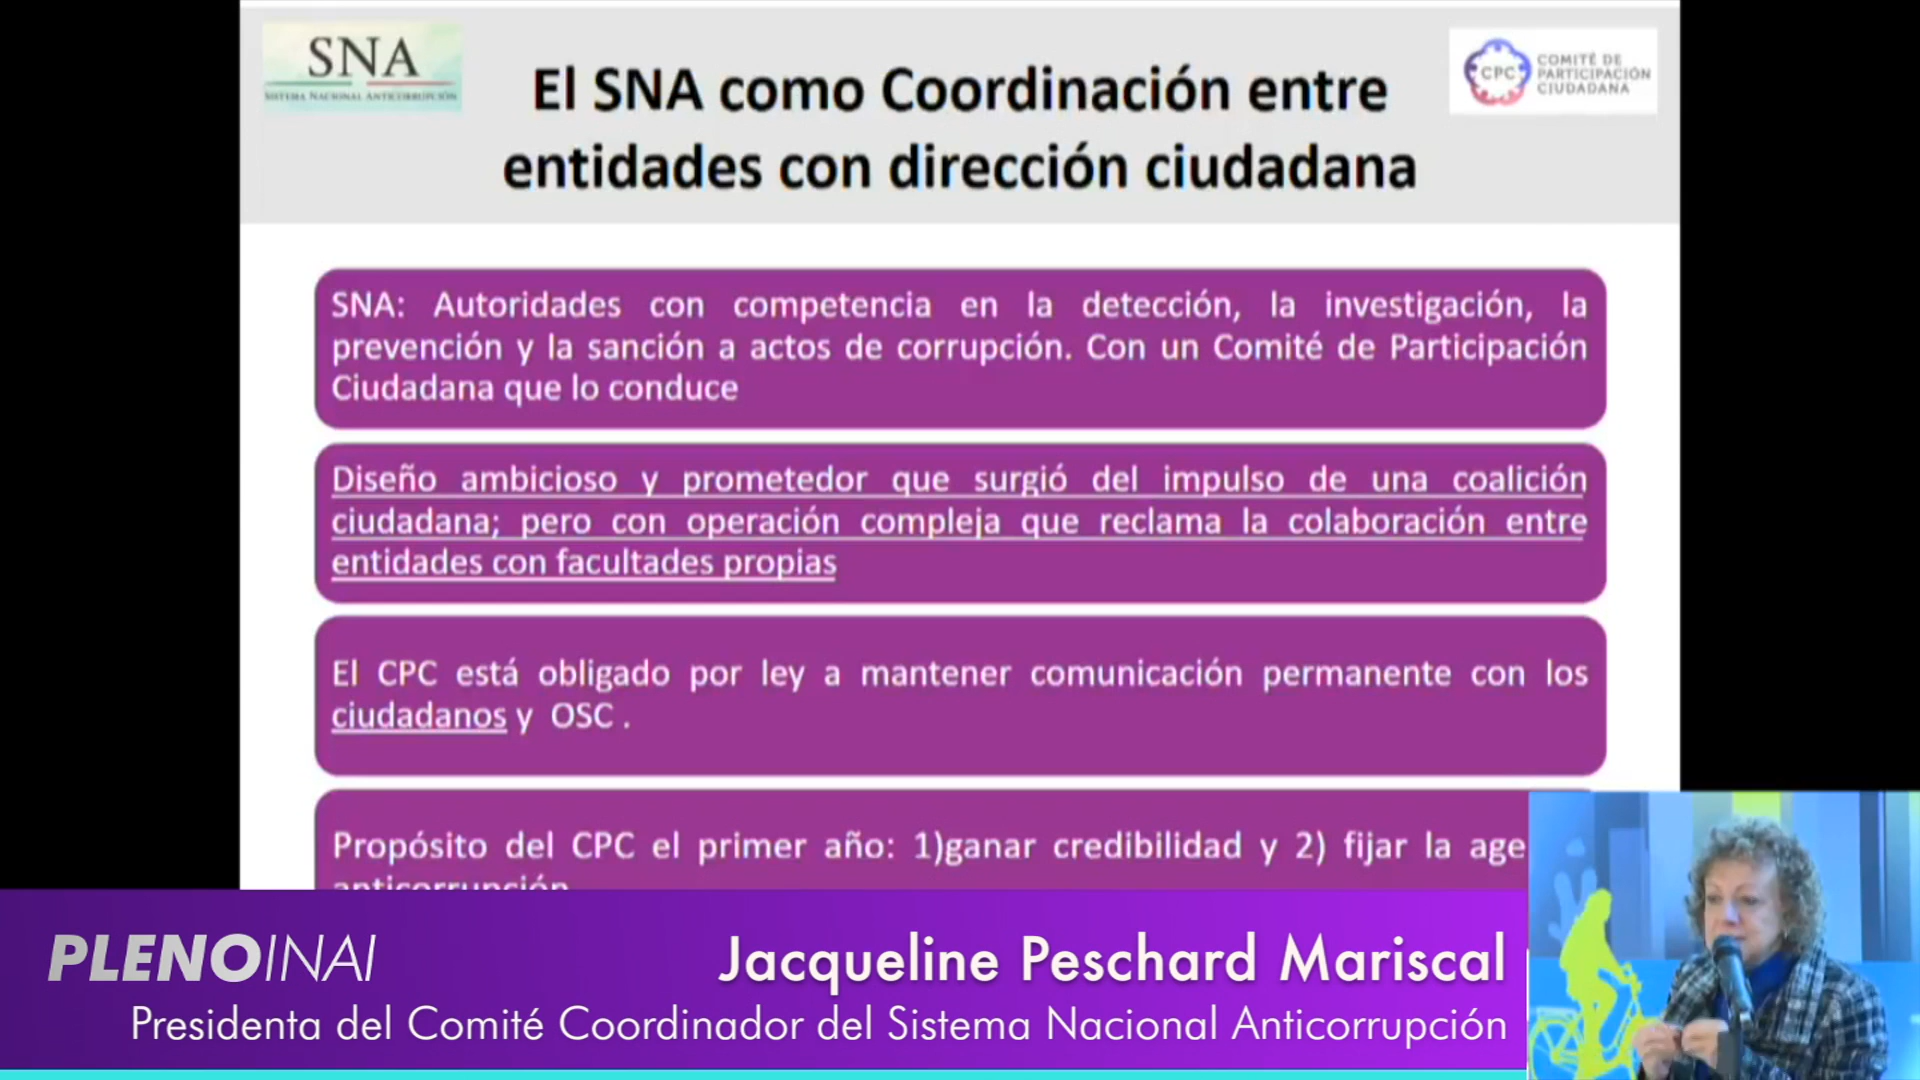 SNA
SISTEMA NACIONAL ANTICORRUPCIÓN
El SNA como Coordinación entre
entidades con dirección ciudadana
CPC
COMITÉ DE
PARTICIPACIÓN
CIUDADANA
SNA: Autoridades con competencia en la detección, la investigación, la
prevención y la sanción a actos de corrupción. Con un Comité de Participación
Ciudadana que lo conduce
Diseño ambicioso y prometedor que surgió del impulso de una coalición
ciudadana; pero con operación compleja que reclama la colaboración entre
entidades con facultades propias
El CPC está obligado por ley a mantener comunicación permanente con los
ciudadanos y OSC .
Propósito del CPC el primer año: 1)ganar credibilidad y 2) fijar la age
anticorrupción
PLENOINAI
Jacqueline Peschard Mariscal
Presidenta del Comité Coordinador del Sistema Nacional Anticorrupción